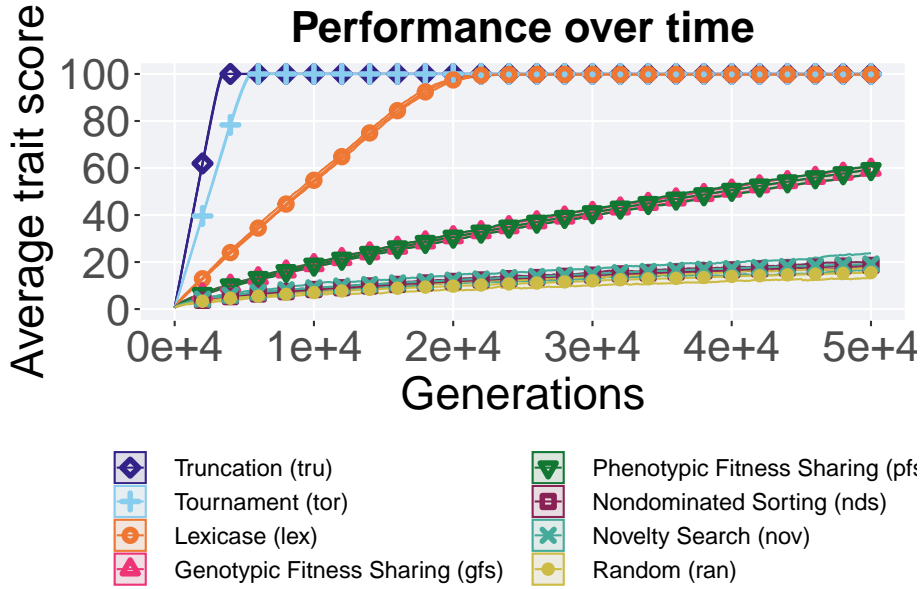 Performance over time
Average trait score
100
80
60
40
20
0
0e+4 1e+4 2e+4 3e+4 4e+4 5e+4
Generations
Truncation (tru)
Tournament (tor)
Lexicase (lex)
Genotypic Fitness Sharing (gfs)
Phenotypic Fitness Sharing (pfs
Nondominated Sorting (nds)
Novelty Search (nov)
Random (ran)